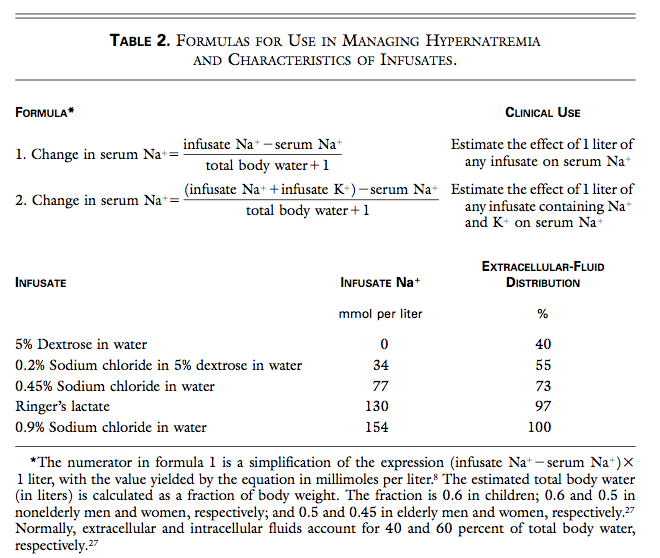 TABLE 2. FORMULAS FOR USE IN MANAGING HYPERNATREMIA
AND CHARACTERISTICS OF INFUSATES.
FORMULA* CLINICAL USE
1. Change in serum Na+ = infusate Na+ − serum Na+ / total body water + 1
Estimate the effect of 1 liter of
any infusate on serum Na+
2. Change in serum Na+ = (infusate Na+ + infusate K+) − serum Na+ / total body water + 1
Estimate the effect of 1 liter of
any infusate containing Na+
and K+ on serum Na+
INFUSATE INFUSATE Na+ EXTRACELLULAR-FLUID
DISTRIBUTION
mmol per liter %
5% Dextrose in water 0 40
0.2% Sodium chloride in 5% dextrose in water 34 55
0.45% Sodium chloride in water 77 73
Ringer's lactate 130 97
0.9% Sodium chloride in water 154 100
*The numerator in formula 1 is a simplification of the expression (infusate Na+ − serum Na+)×
1 liter, with the value yielded by the equation in millimoles per liter.8 The estimated total body water
(in liters) is calculated as a fraction of body weight. The fraction is 0.6 in children; 0.6 and 0.5 in
nonelderly men and women, respectively; and 0.5 and 0.45 in elderly men and women, respectively.27
Normally, extracellular and intracellular fluids account for 40 and 60 percent of total body water,
respectively.27